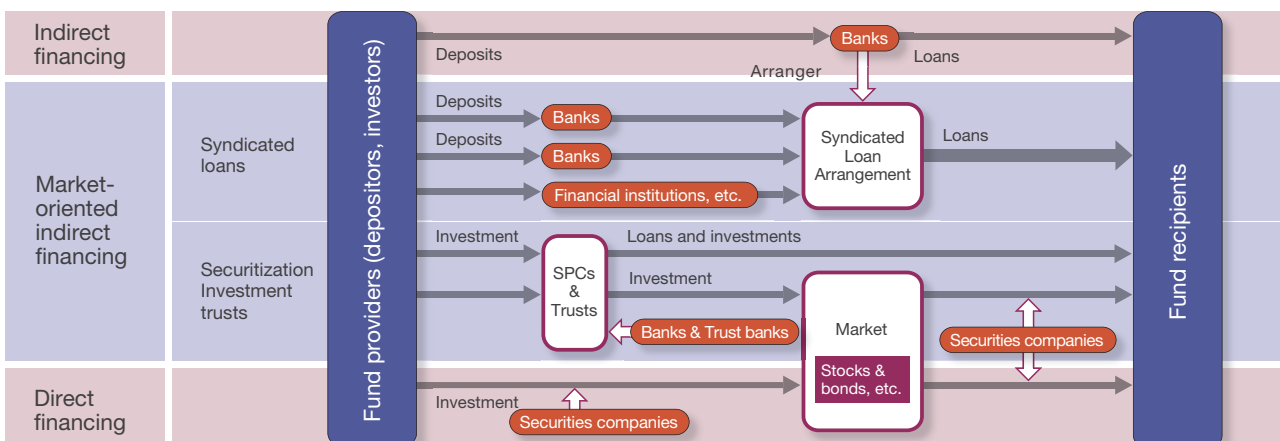 Indirect
financing
Deposits
Banks
Loans
Arranger
Market-
oriented
indirect
financing
Syndicated
loans
Fund providers (depositors, investors)
Deposits
Banks
Deposits
Banks
Financial institutions, etc.
Syndicated
Loan
Arrangement
Loans
Fund recipients
Securitization
Investment
trusts
Investment
SPCs
&
Trusts
Loans and investments
Investment
Banks & Trust banks
Market
Stocks &
bonds, etc.
Securities companies
Direct
financing
Investment
Securities companies